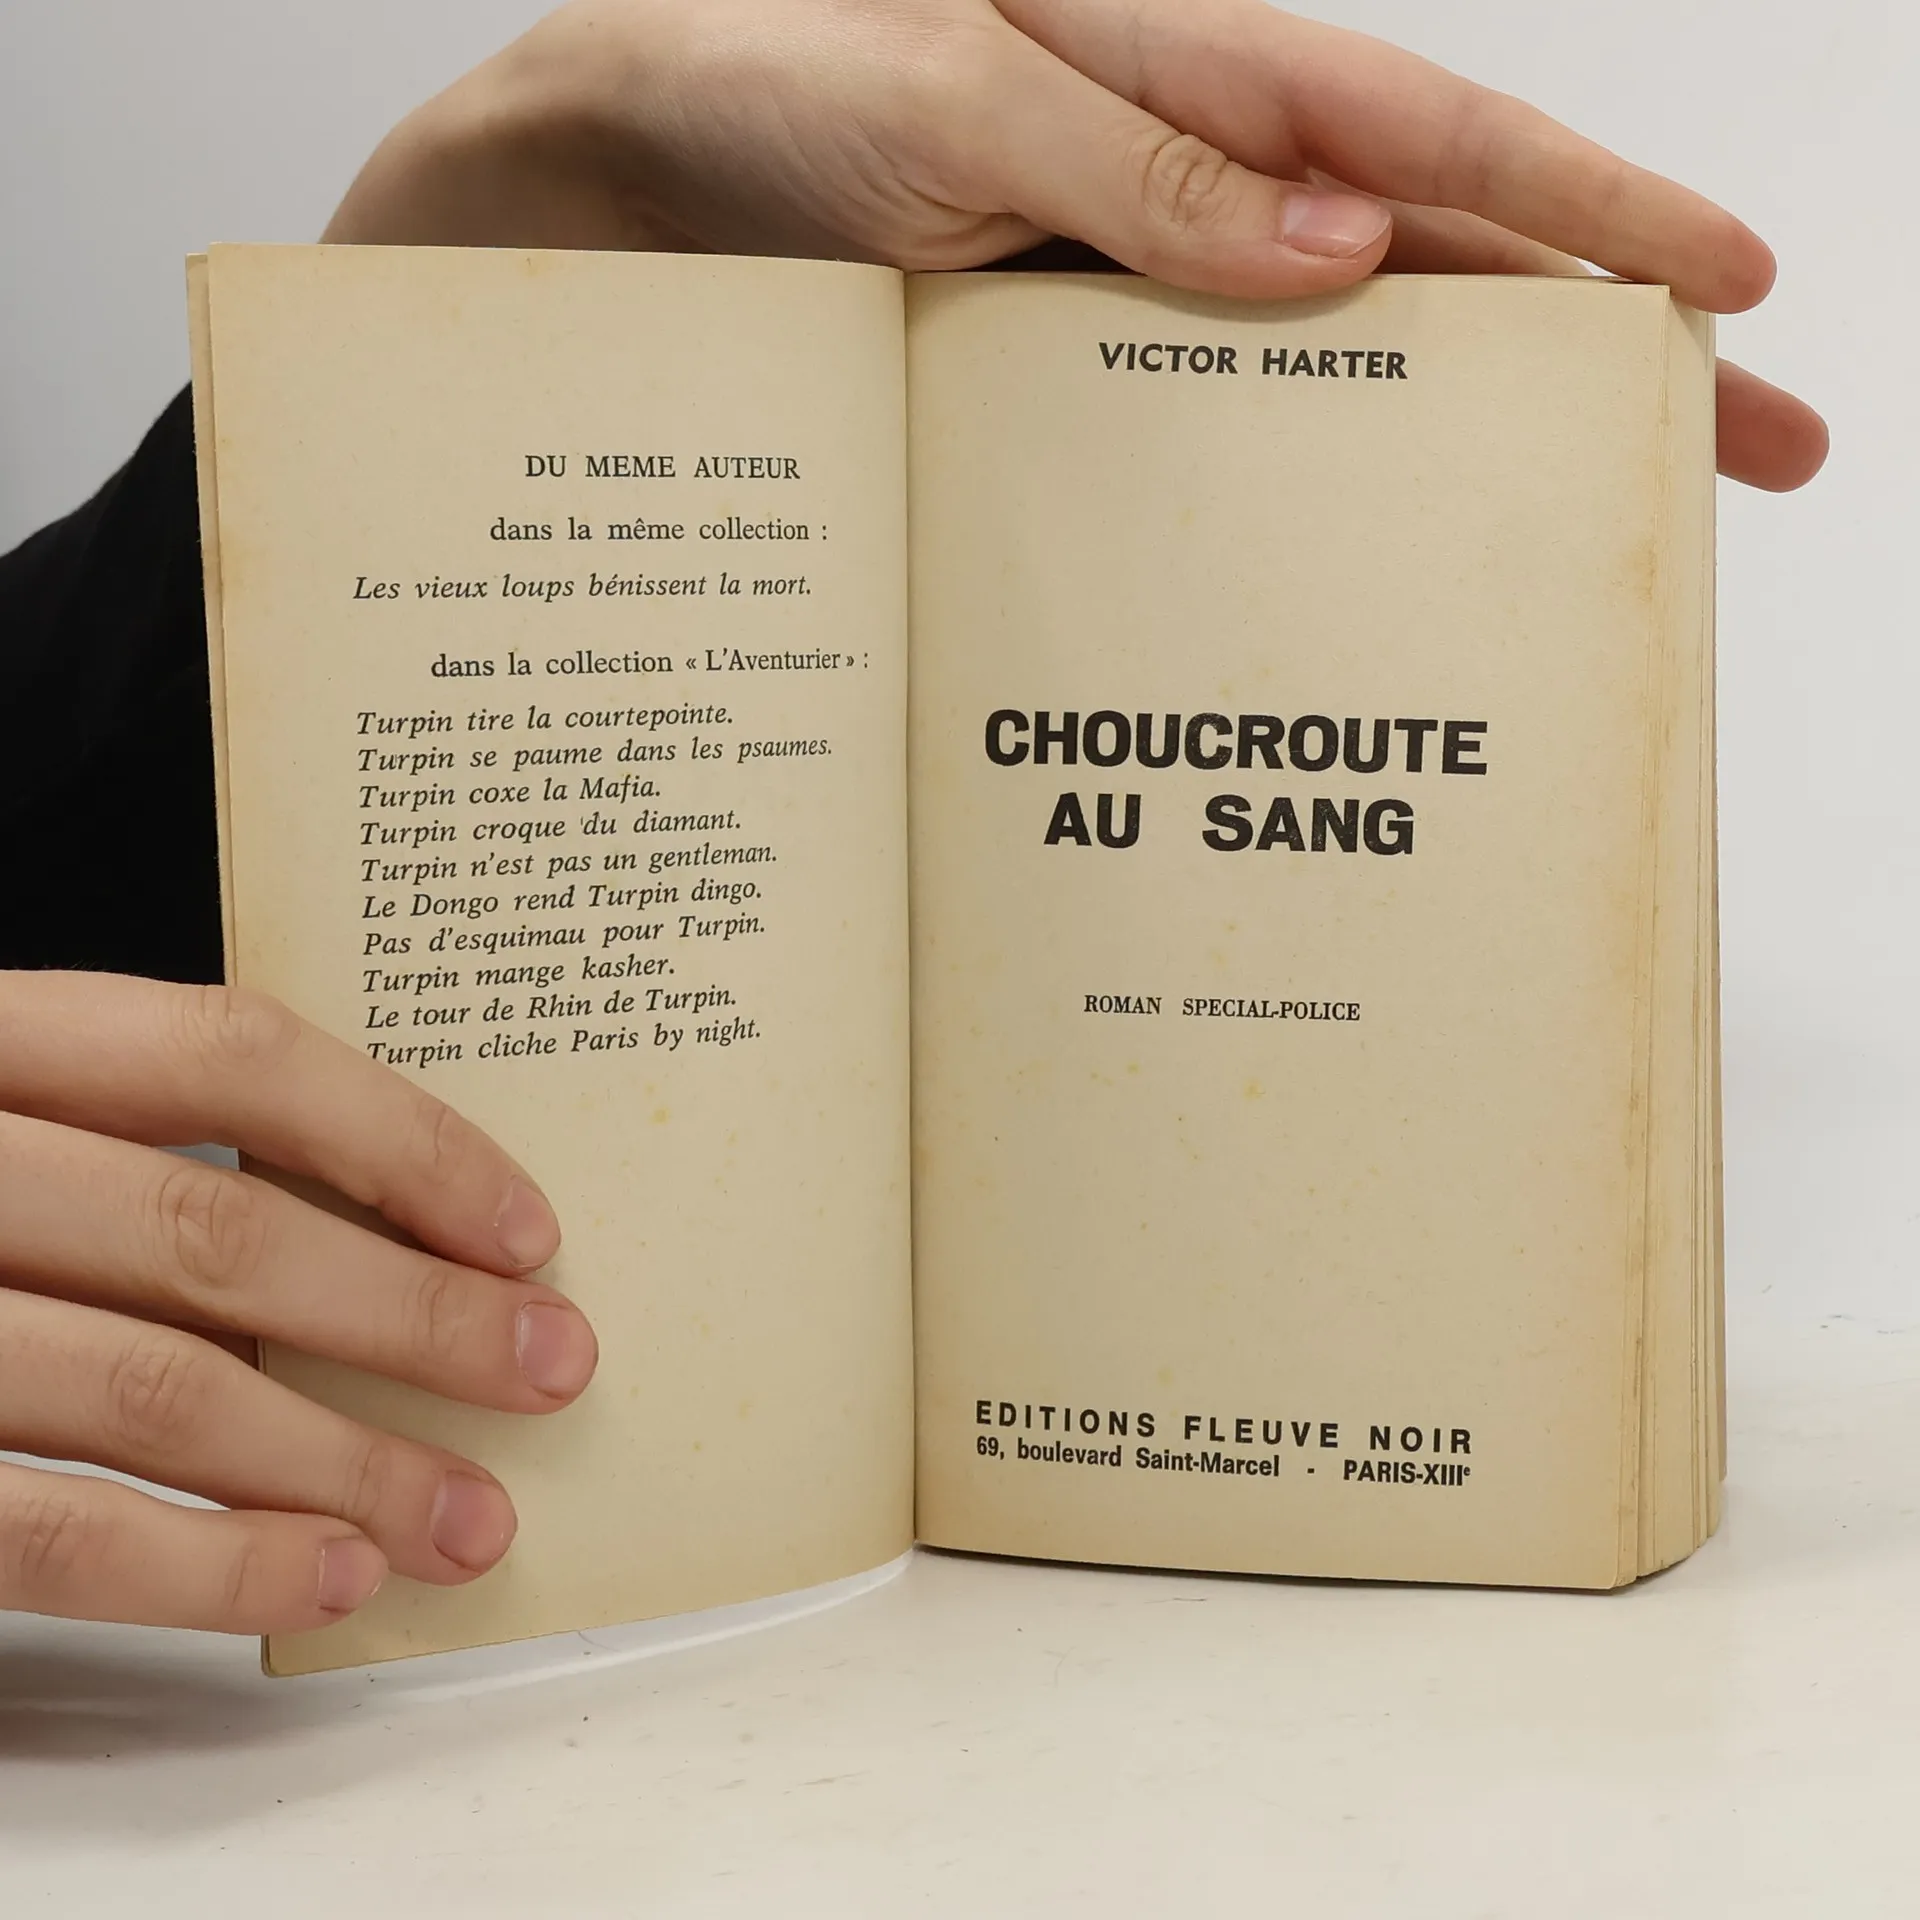 DU MEME AUTEUR
dans la même collection :
Les vieux loups bénissent la mort.
dans la collection « L'Aventurier » :
Turpin tire la courtepointe.
Turpin se paume dans les psaumes.
Turpin coxe la Mafia.
Turpin croque du diamant.
Turpin n'est pas un gentleman.
Le Dongo rend Turpin dingo.
Pas d'esquimau pour Turpin.
Turpin mange kasher.
Le tour de Rhin de Turpin.
Turpin cliche Paris by night.
VICTOR HARTER
CHOUCROUTE
AU SANG
ROMAN SPECIAL-POLICE
EDITIONS FLEUVE NOIR
69, boulevard Saint-Marcel - PARIS-XIIIe